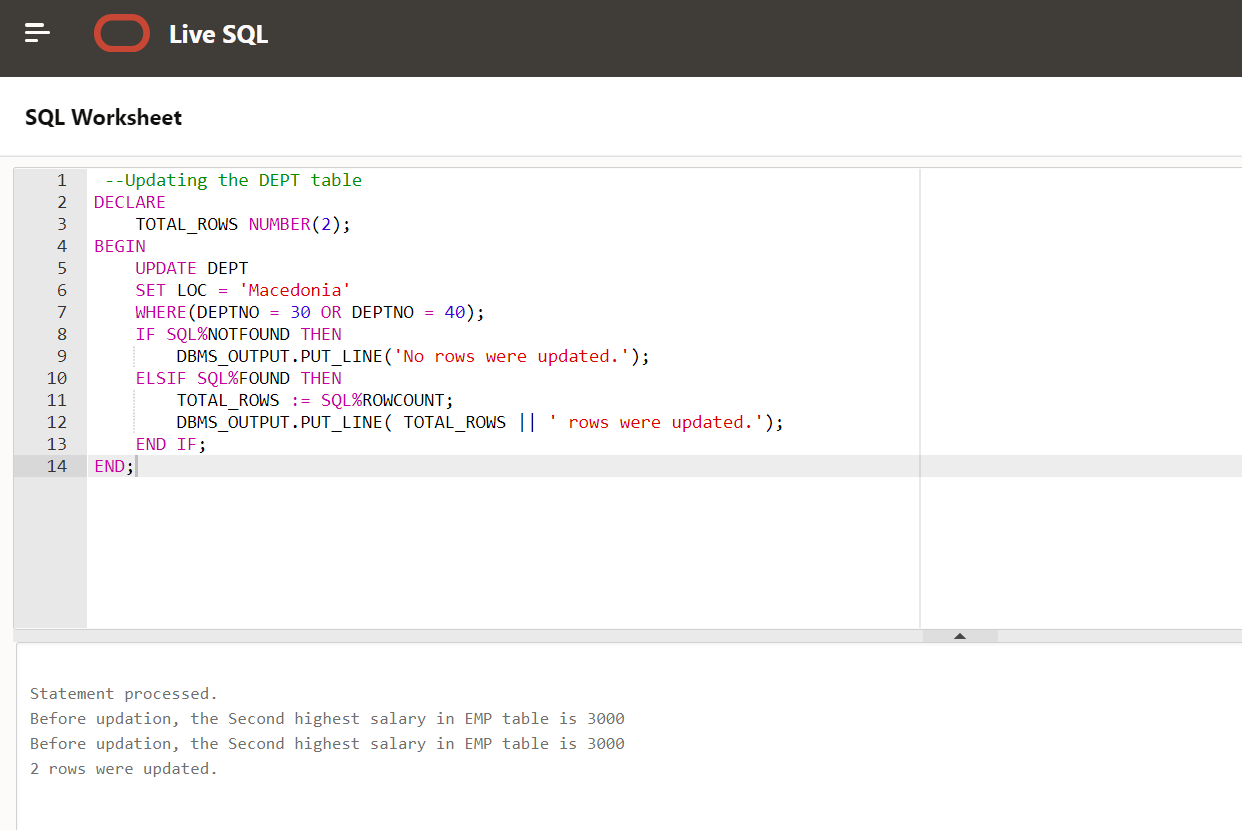 Live SQL
SQL Worksheet
1 --Updating the DEPT table
2 DECLARE
3 TOTAL_ROWS NUMBER(2);
4 BEGIN
5 UPDATE DEPT
6 SET LOC = 'Macedonia'
7 WHERE(DEPTNO = 30 OR DEPTNO = 40);
8 IF SQL%NOTFOUND THEN
9 DBMS_OUTPUT.PUT_LINE('No rows were updated.');
10 ELSIF SQL%FOUND THEN
11 TOTAL_ROWS := SQL%ROWCOUNT;
12 DBMS_OUTPUT.PUT_LINE( TOTAL_ROWS || ' rows were updated.');
13 END IF;
14 END;
Statement processed.
Before updation, the Second highest salary in EMP table is 3000
Before updation, the Second highest salary in EMP table is 3000
2 rows were updated.